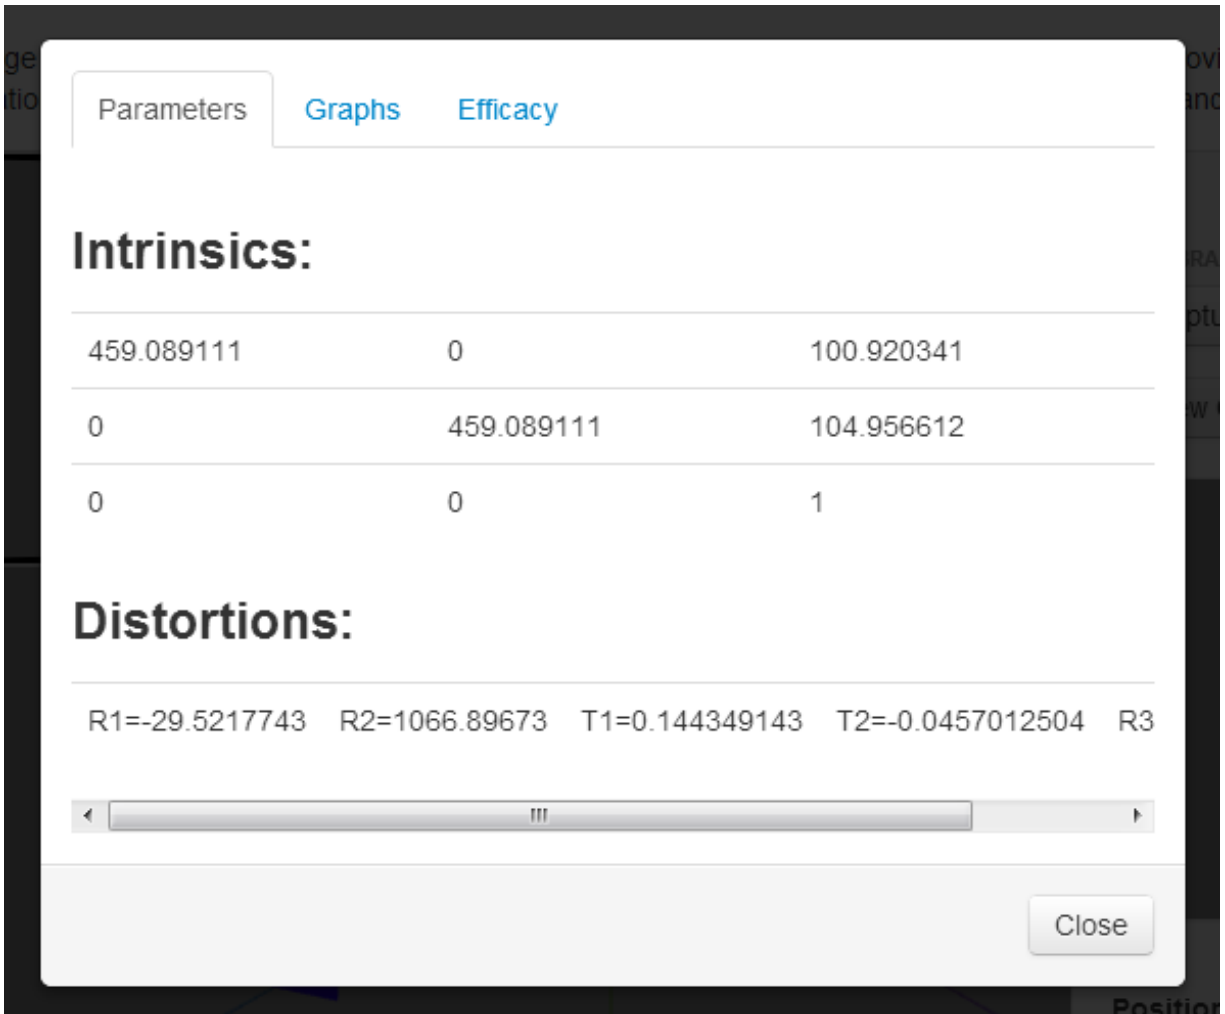 Parameters Graphs Efficacy
Intrinsics:
459.089111 0 100.920341
0 459.089111 104.956612
0 0 1
Distortions:
R1=-29.5217743 R2=1066.89673 T1=0.144349143 T2=-0.0457012504 R3
Close
Position